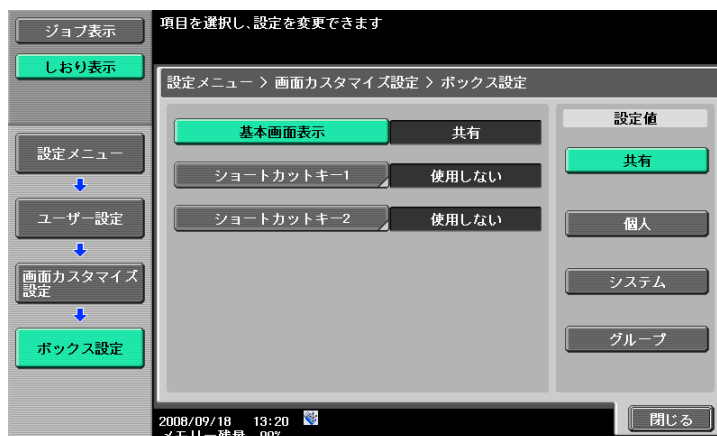 ジョブ表示
しおり表示
項目を選択し、設定を変更できます
設定メニュー > 画面カスタマイズ設定 > ボックス設定
設定メニュー
ユーザー設定
画面カスタマイズ
設定
ボックス設定
基本画面表示 共有
ショートカットキー1 使用しない
ショートカットキー2 使用しない
設定値
共有
個人
システム
グループ
2008/09/18 13:20
メモリー残量 99%
閉じる